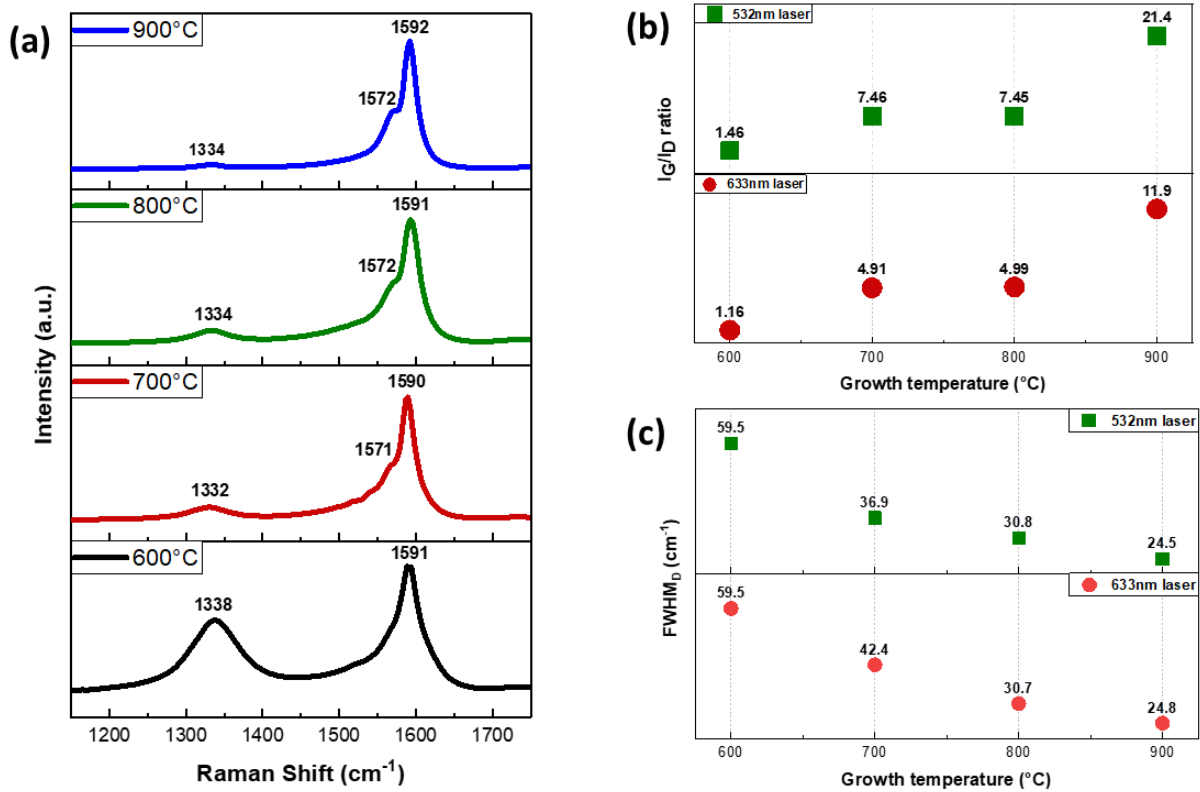 (a)
900°C
1592
1572
1334
800°C
1591
1572
1334
700°C
1590
1571
1332
600°C
1591
1338
Intensity (a.u.)
1200 1300 1400 1500 1600 1700
Raman Shift (cm⁻¹)
(b)
532nm laser
21.4
7.46
7.45
1.46
633nm laser
11.9
4.91
4.99
1.16
I_G/I_D ratio
600 700 800 900
Growth temperature (°C)
(c)
532nm laser
59.5
36.9
30.8
24.5
633nm laser
59.5
42.4
30.7
24.8
FWHM_D (cm⁻¹)
600 700 800 900
Growth temperature (°C)